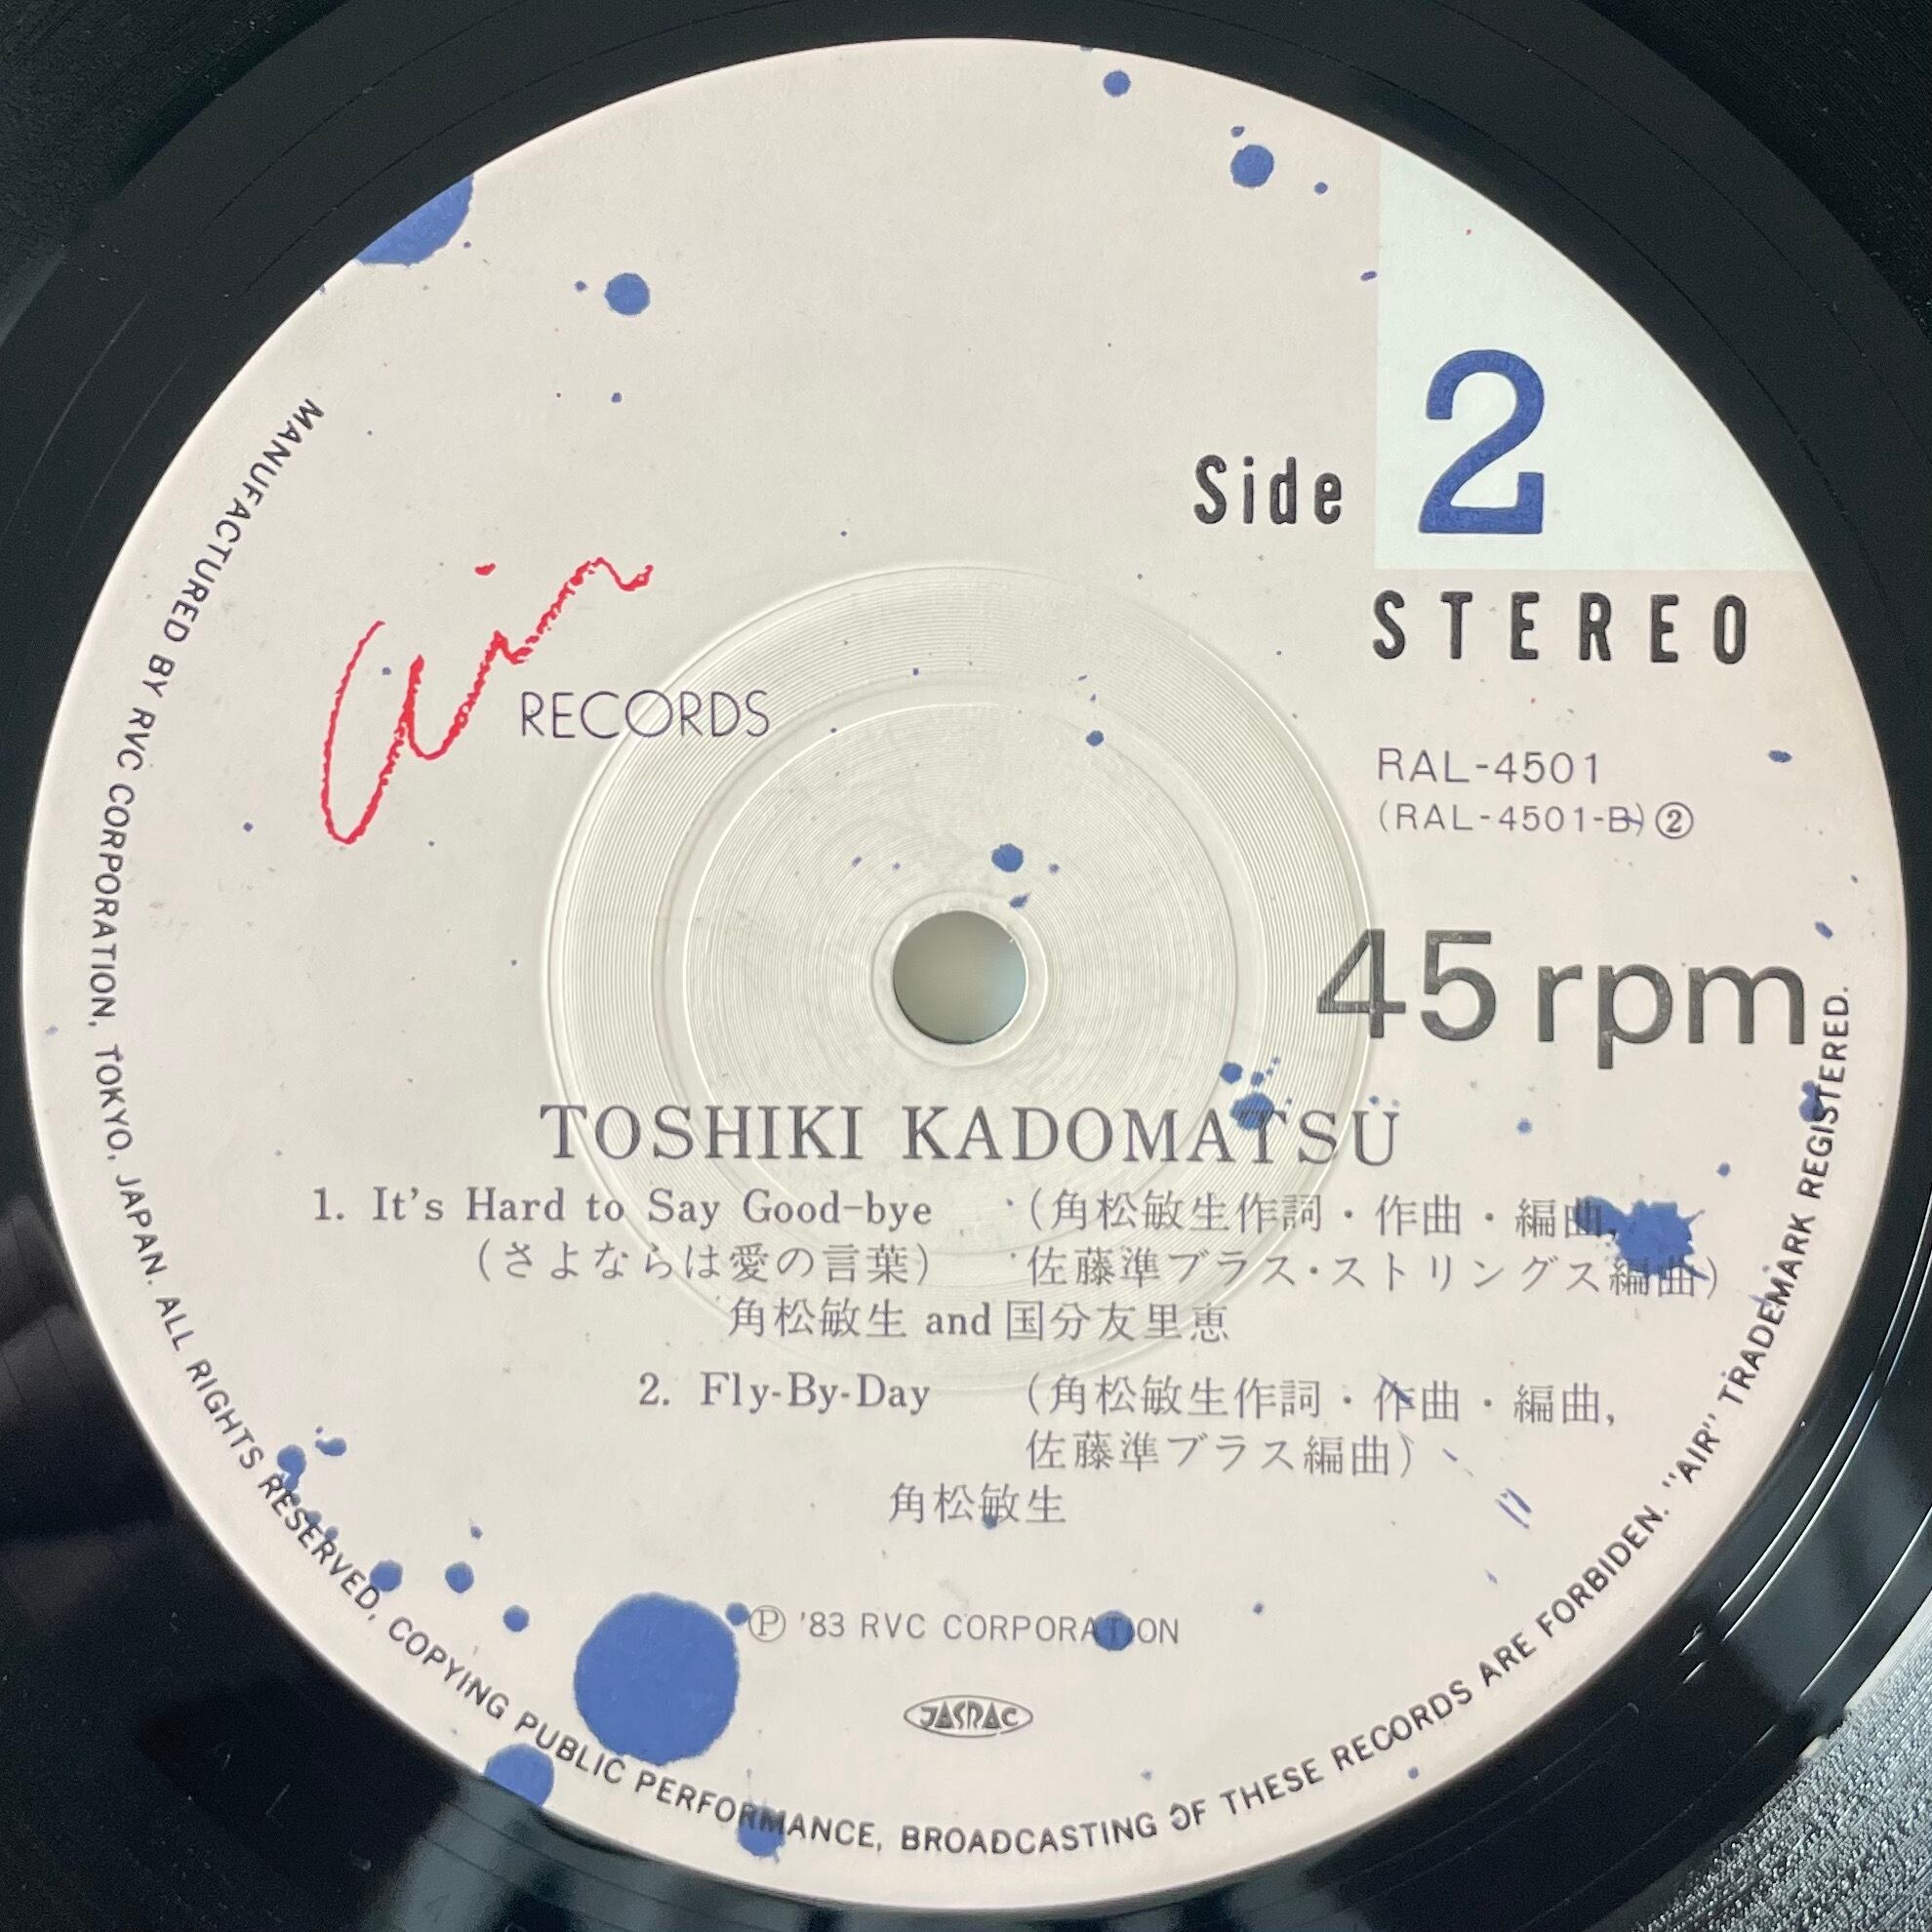 Side 2
STEREO
air
RECORDS
RAL-4501
(RAL-4501-B)②
45 rpm
TOSHIKI KADOMATSU
1. It's Hard to Say Good-bye (角松敏生作詞・作曲・編曲,
(さよならは愛の言葉) 佐藤準ブラス・ストリングス編曲)
角松敏生 and 国分友里恵
2. Fly-By-Day (角松敏生作詞・作曲・編曲,
佐藤準ブラス編曲)
角松敏生
Ⓟ '83 RVC CORPORATION
JASRAC
MANUFACTURED BY RVC CORPORATION, TOKYO, JAPAN. ALL RIGHTS RESERVED, COPYING PUBLIC PERFORMANCE, BROADCASTING OF THESE RECORDS ARE FORBIDEN. "AIR" TRADEMARK REGISTERED.